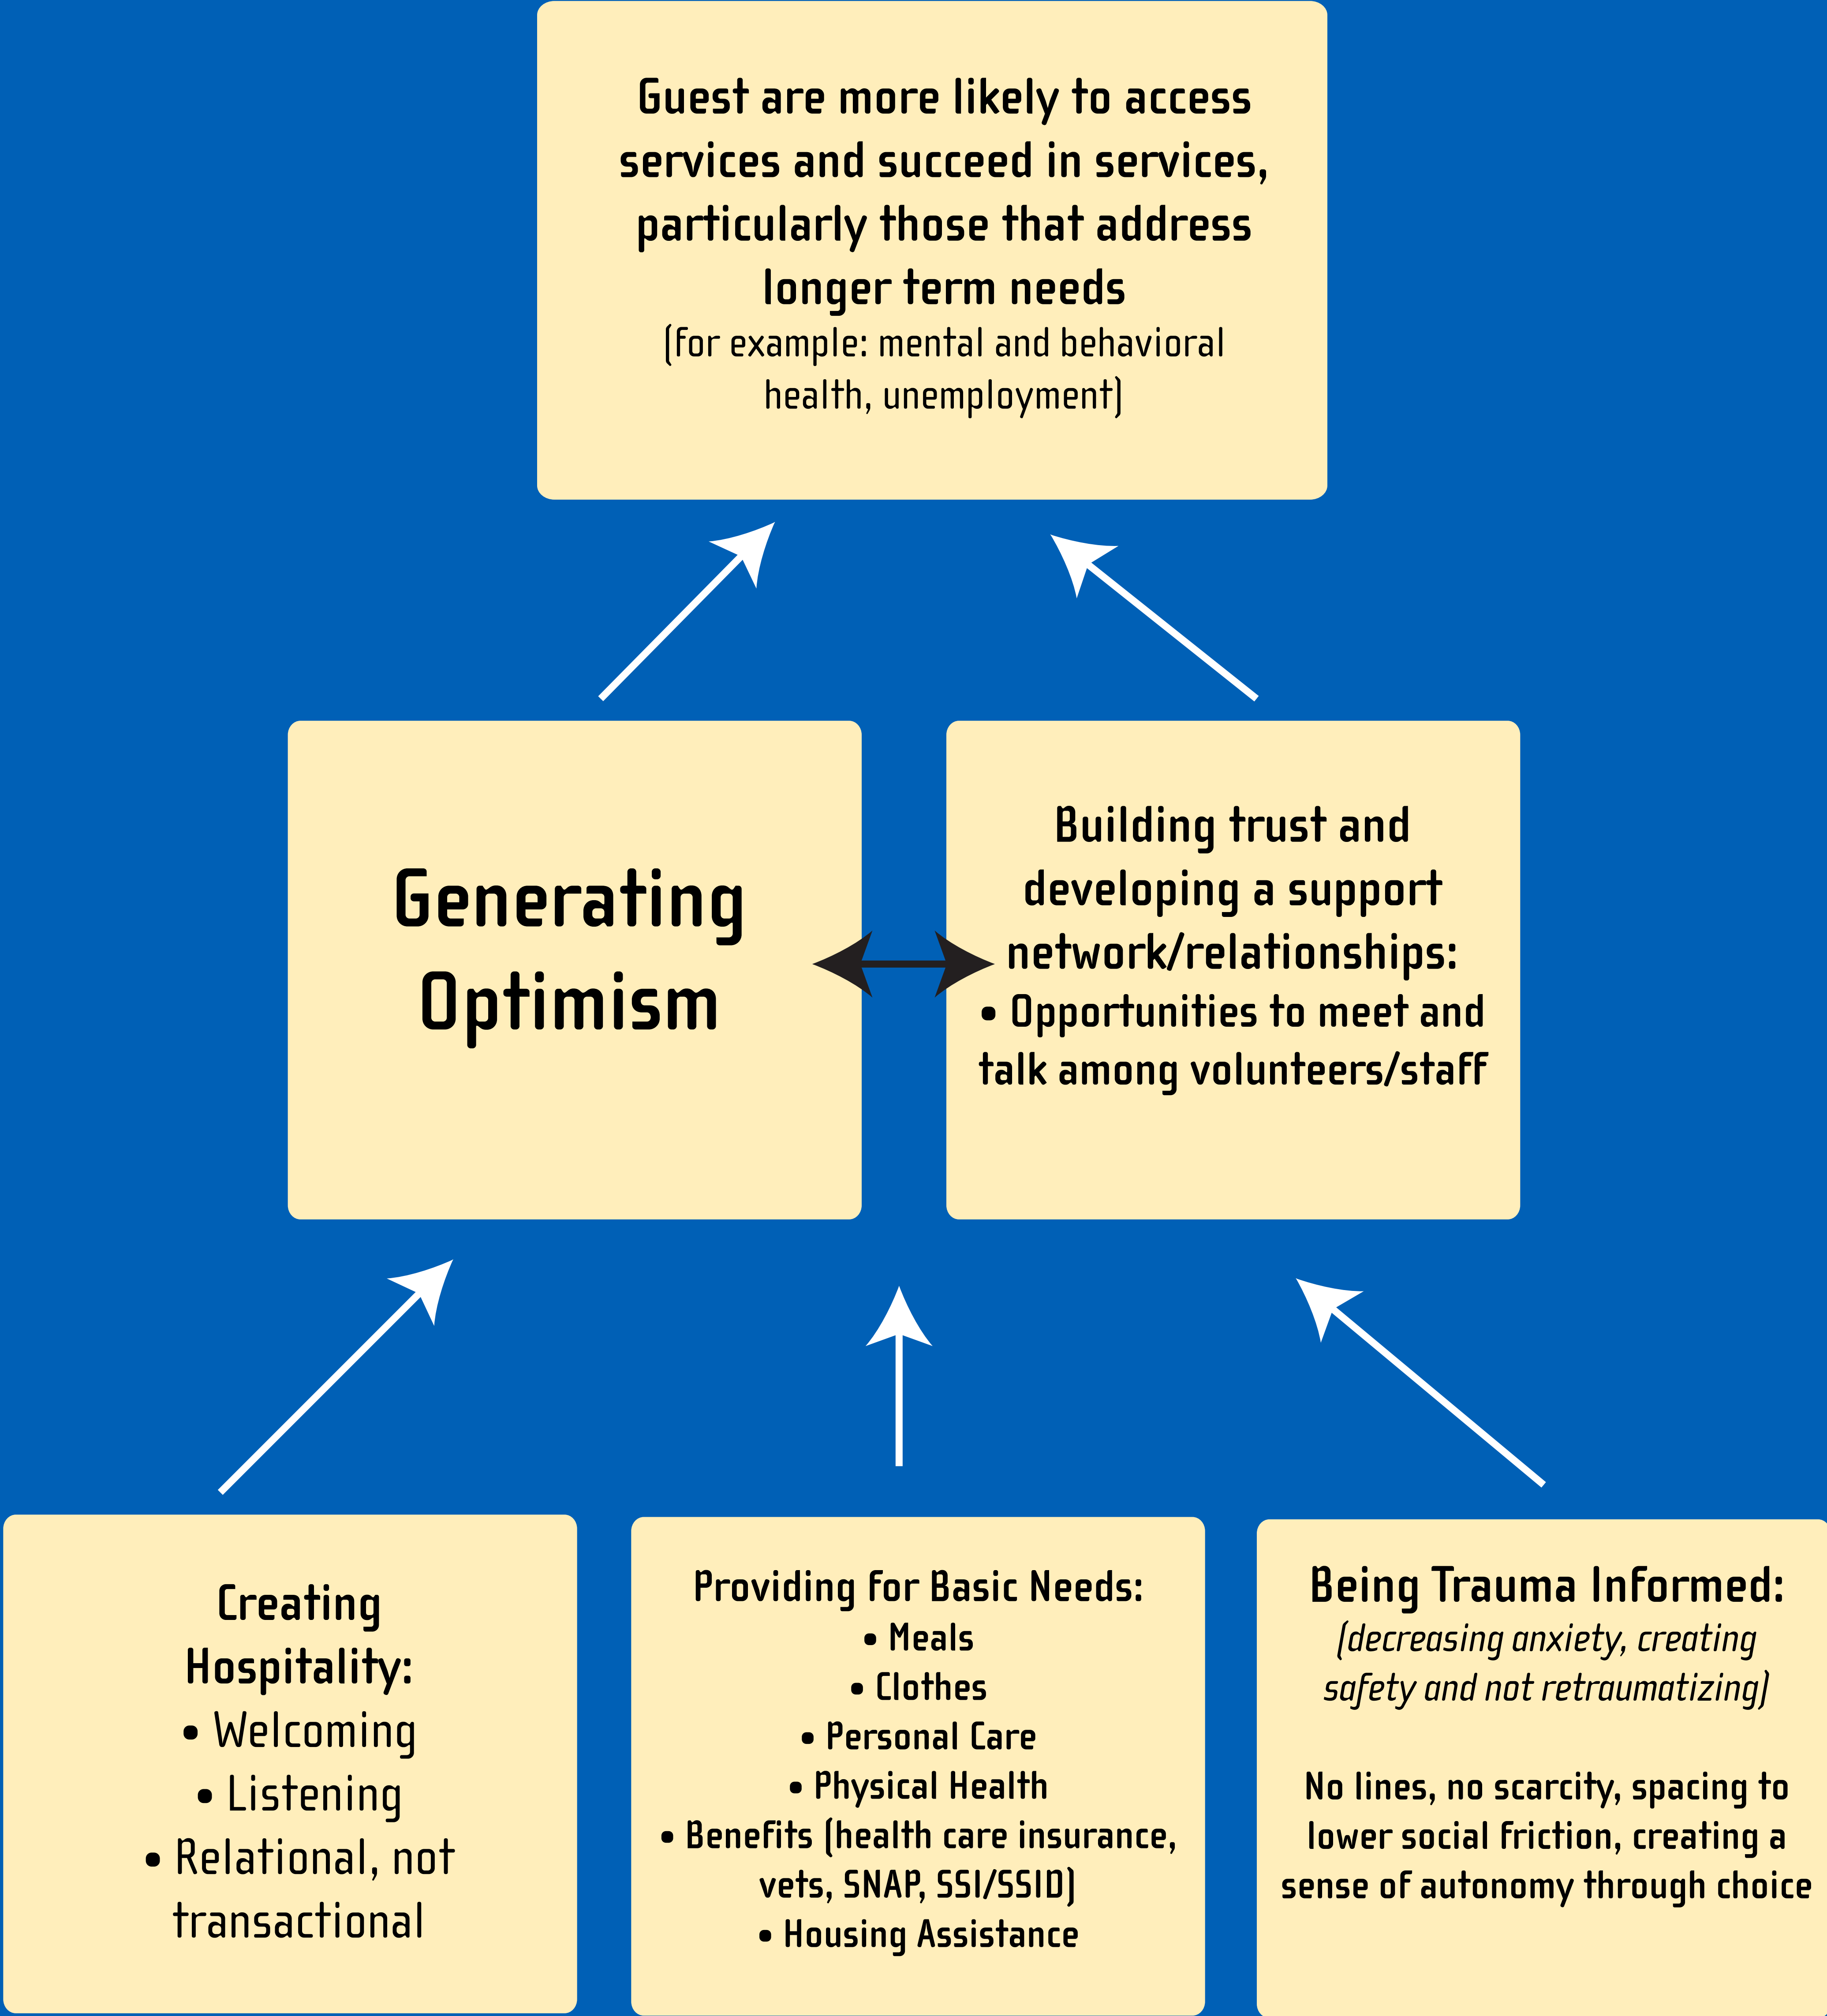 Guest are more likely to access
services and succeed in services,
particularly those that address
longer term needs
(for example: mental and behavioral
health, unemployment)
Generating
Optimism
Building trust and
developing a support
network/relationships:
• Opportunities to meet and
talk among volunteers/staff
Creating
Hospitality:
• Welcoming
• Listening
• Relational, not
transactional
Providing for Basic Needs:
• Meals
• Clothes
• Personal Care
• Physical Health
• Benefits (health care insurance,
vets, SNAP, SSI/SSID)
• Housing Assistance
Being Trauma Informed:
(decreasing anxiety, creating
safety and not retraumatizing)
No lines, no scarcity, spacing to
lower social friction, creating a
sense of autonomy through choice